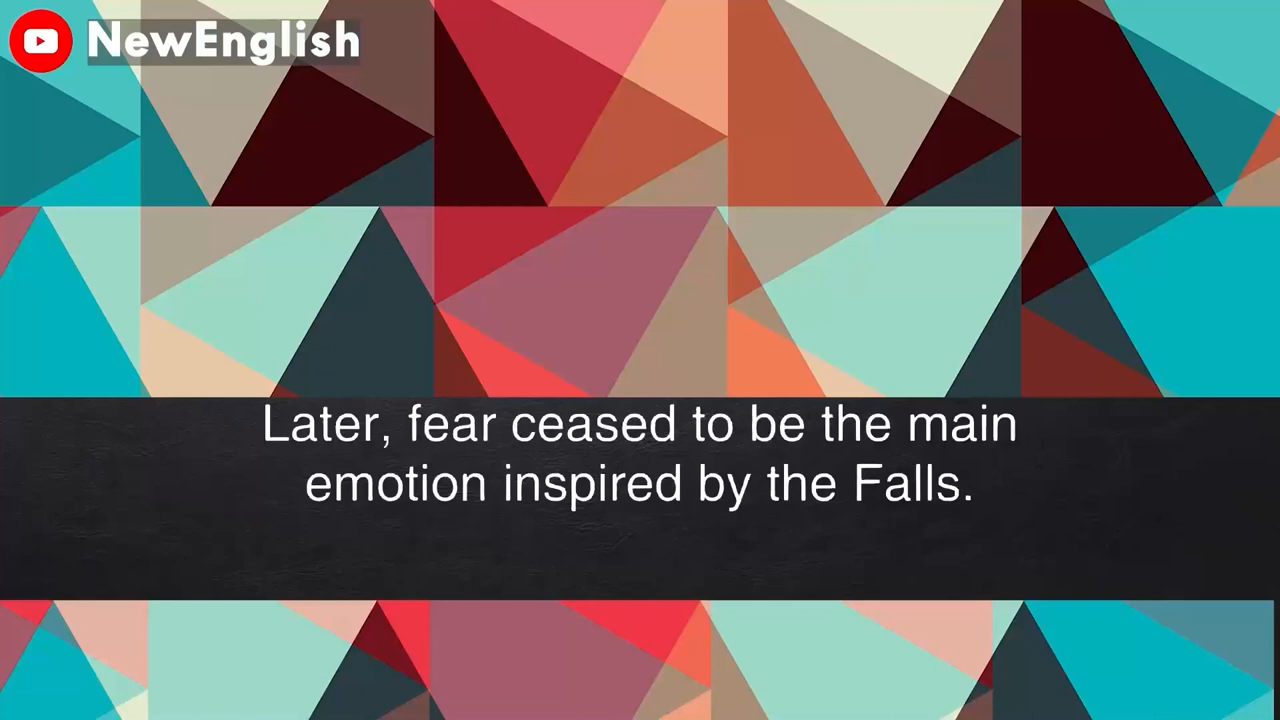 NewEnglish
Later, fear ceased to be the main
emotion inspired by the Falls.